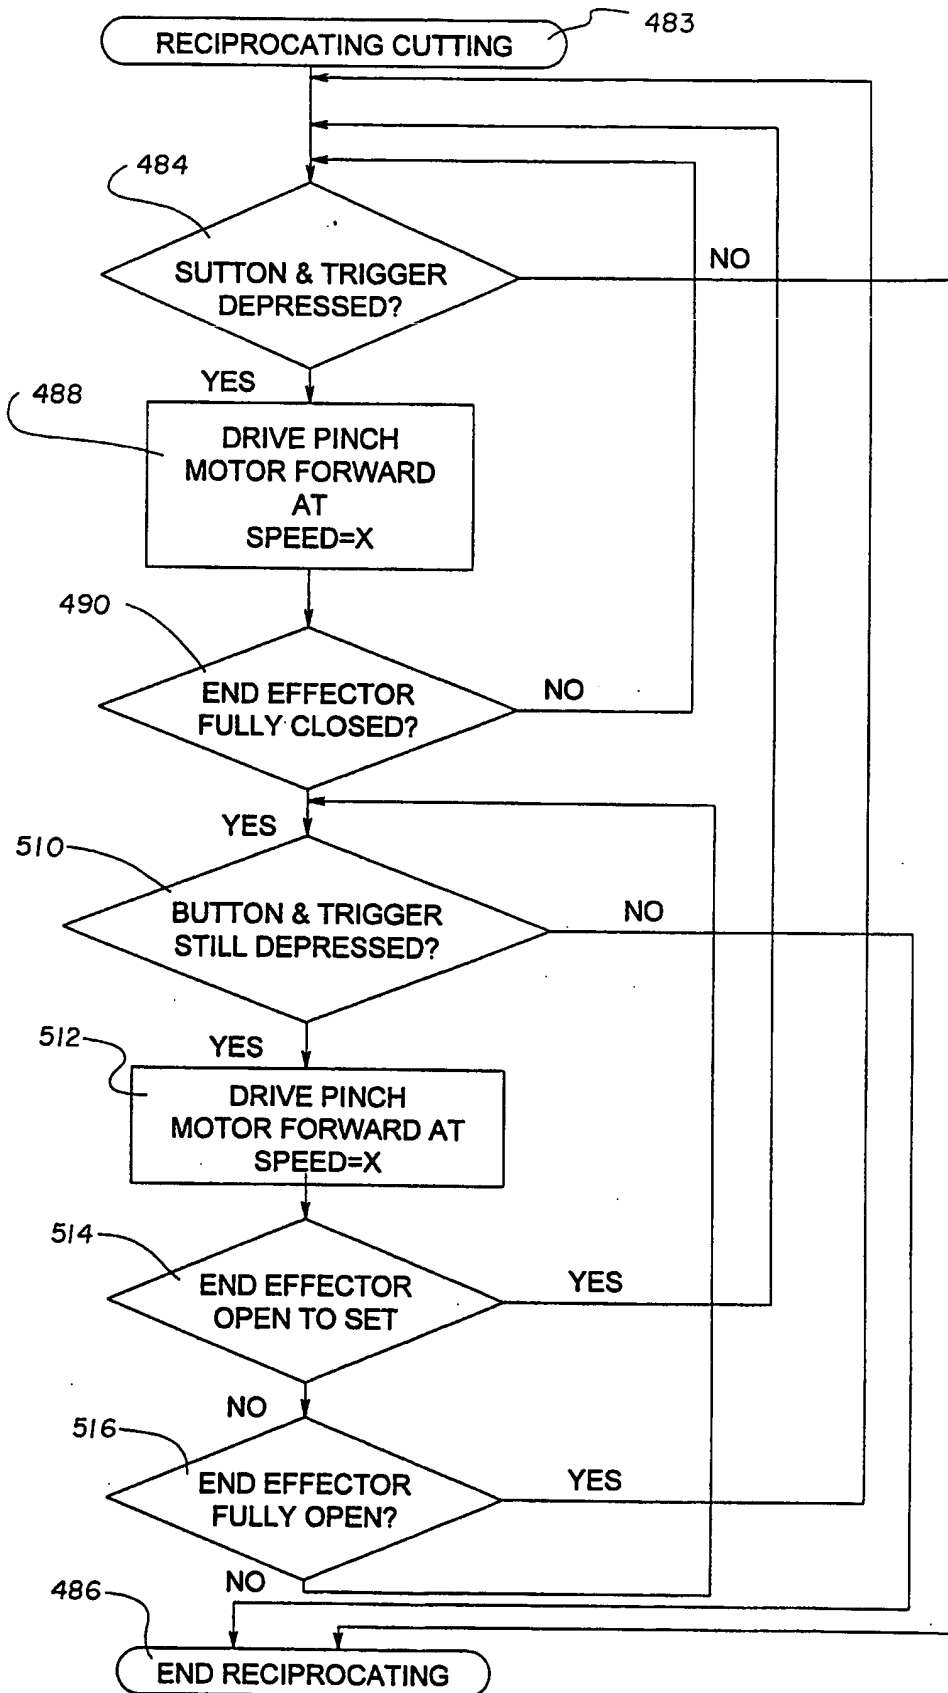 RECIPROCATING CUTTING
483
484
SUTTON & TRIGGER
DEPRESSED?
NO
YES
488
DRIVE PINCH
MOTOR FORWARD
AT
SPEED=X
490
END EFFECTOR
FULLY CLOSED?
NO
YES
510
BUTTON & TRIGGER
STILL DEPRESSED?
NO
YES
512
DRIVE PINCH
MOTOR FORWARD AT
SPEED=X
514
END EFFECTOR
OPEN TO SET
YES
NO
516
END EFFECTOR
FULLY OPEN?
YES
NO
486
END RECIPROCATING